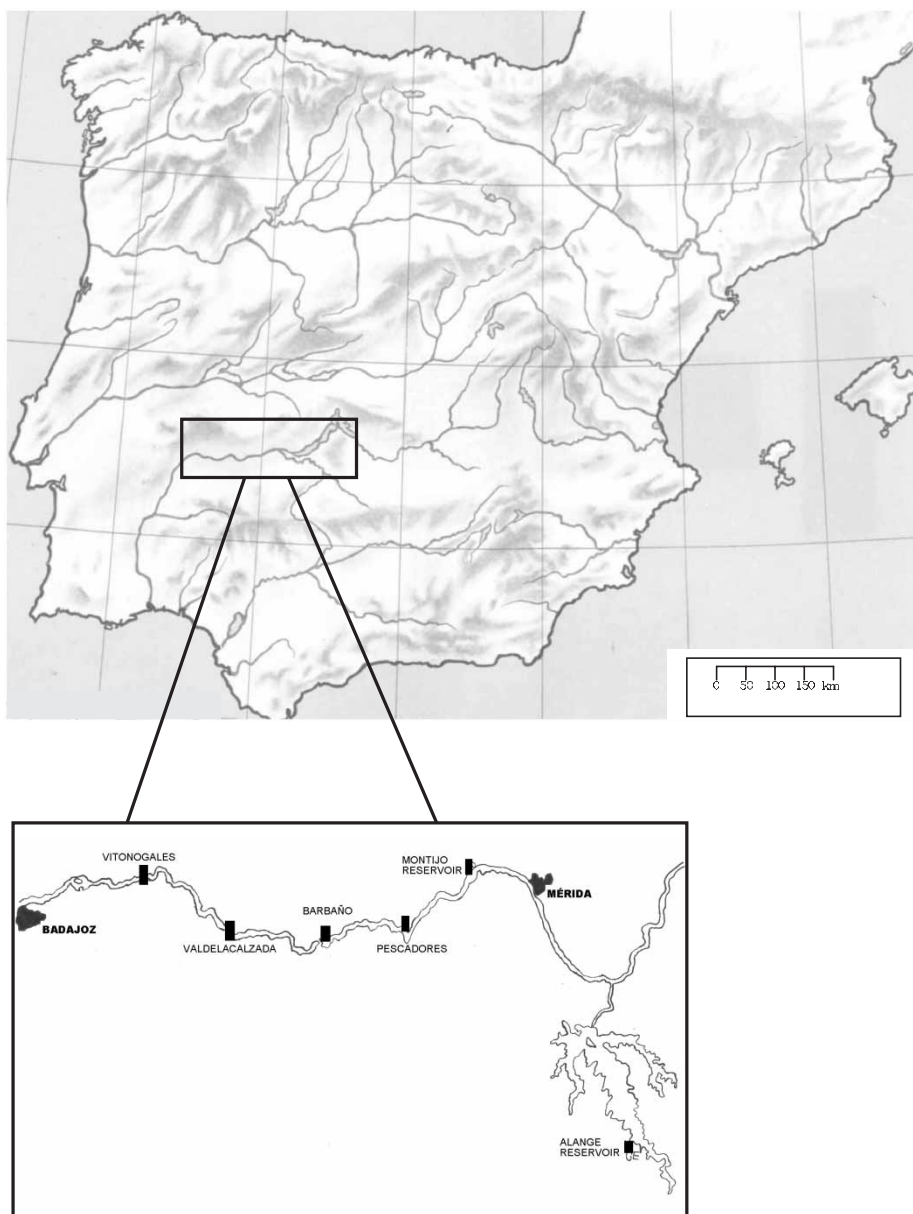 0 50 100 150 km
VITONOGALES
MONTIJO
RESERVOIR
MÉRIDA
BARBAÑO
BADAJOZ
VALDELACALZADA
PESCADORES
ALANGE
RESERVOIR